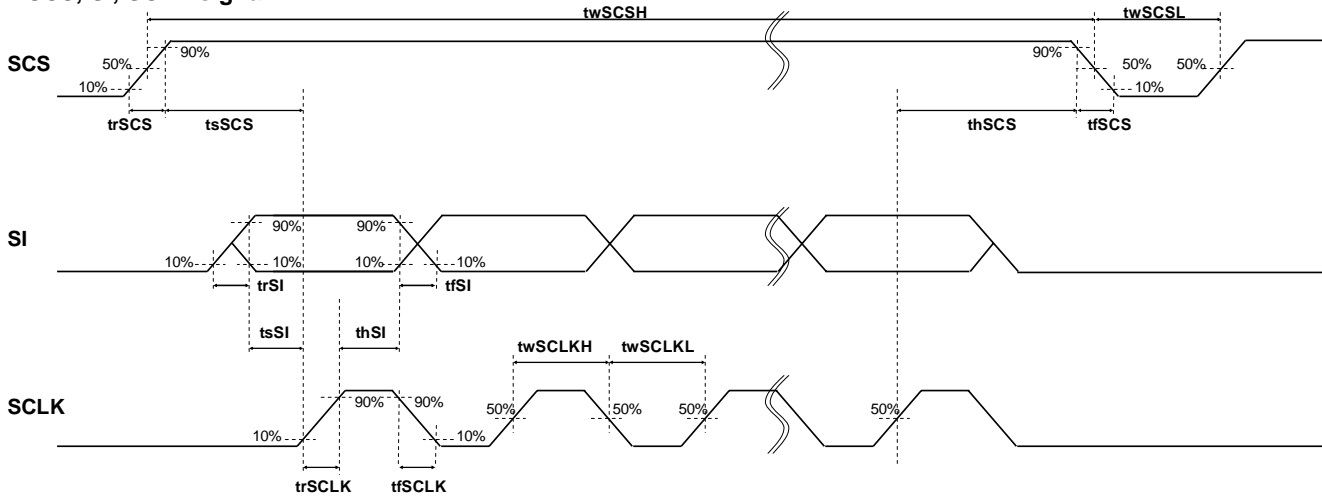 twSCSH twSCSL
SCS 50% 90% 90% 50% 50%
10% 10%
trSCS tsSCS thSCS tfSCS
SI 90% 90%
10% 10% 10% 10%
trSI tfSI
tsSI thSI
twSCLKH twSCLKL
SCLK 90% 90% 50% 50% 50% 50%
10% 10%
trSCLK tfSCLK